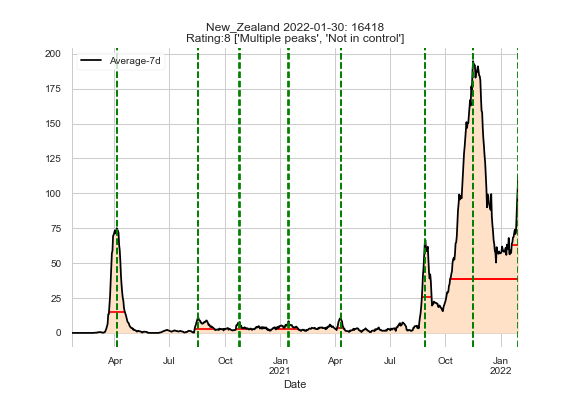 New_Zealand 2022-01-30: 16418
Rating:8 ['Multiple peaks', 'Not in control']
Average-7d
200
175
150
125
100
75
50
25
0
Apr Jul Oct Jan Apr Jul Oct Jan
2021 2022
Date